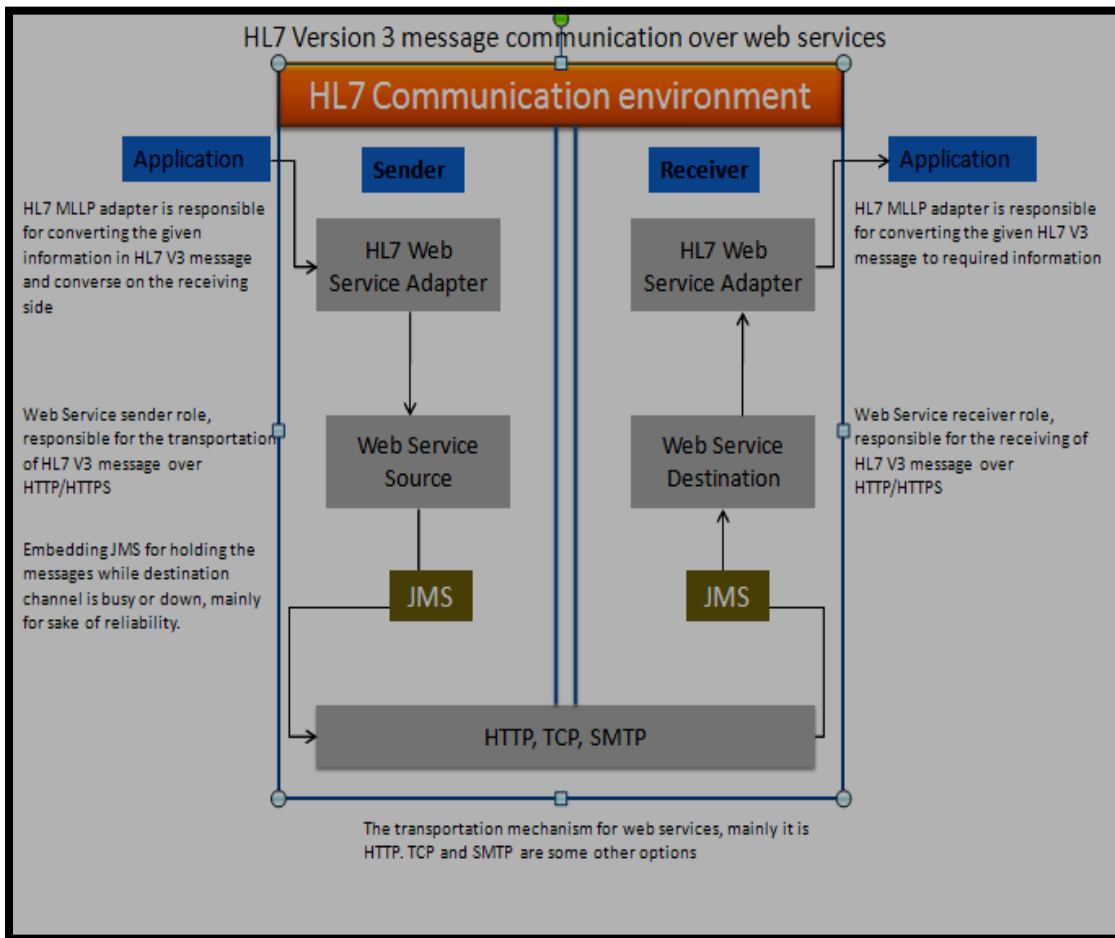 HL7 Version 3 message communication over web services
HL7 Communication environment
Application
Sender
Receiver
Application
HL7 MLLP adapter is responsible
for converting the given
information in HL7 V3 message
and converse on the receiving
side
HL7 Web
Service Adapter
HL7 Web
Service Adapter
HL7 MLLP adapter is responsible
for converting the given HL7 V3
message to required information
Web Service sender role,
responsible for the transportation
of HL7 V3 message over
HTTP/HTTPS
Web Service
Source
Web Service
Destination
Web Service receiver role,
responsible for the receiving of
HL7 V3 message over
HTTP/HTTPS
Embedding JMS for holding the
messages while destination
channel is busy or down, mainly
for sake of reliability.
JMS
JMS
HTTP, TCP, SMTP
The transportation mechanism for web services, mainly it is
HTTP. TCP and SMTP are some other options